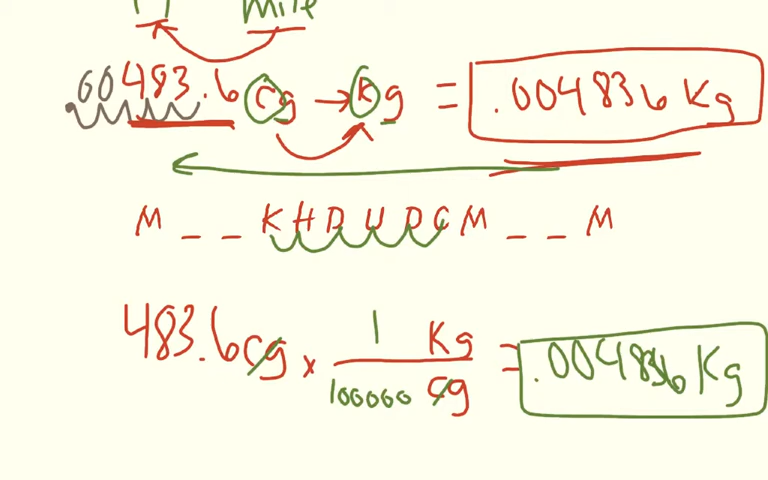 mile
00483.6 cg → Kg = .004836 Kg
M _ _ K H D U D C M _ _ M
483.6 cg x 1 Kg / 100000 cg = .004836 Kg